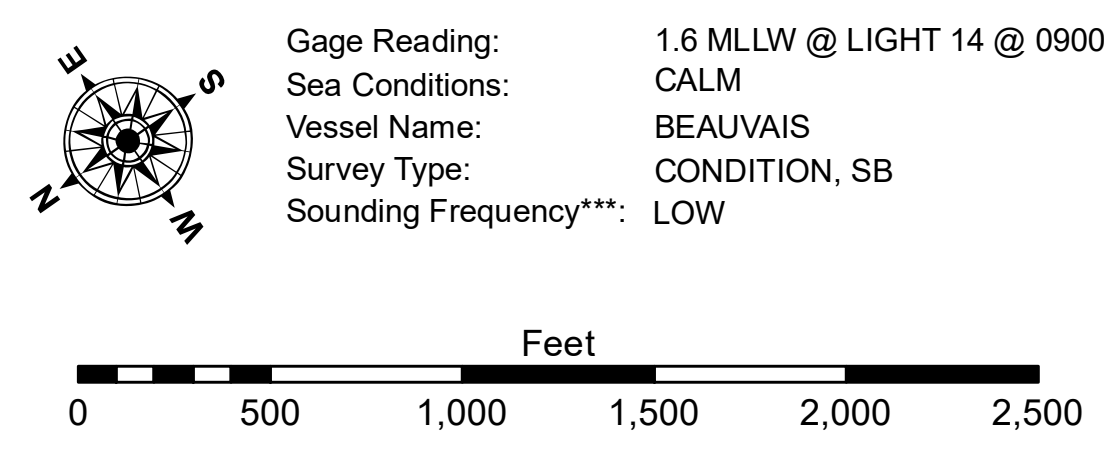 E
S
N
W
Gage Reading: 1.6 MLLW @ LIGHT 14 @ 0900
Sea Conditions: CALM
Vessel Name: BEAUVAIS
Survey Type: CONDITION, SB
Sounding Frequency***: LOW
Feet
0 500 1,000 1,500 2,000 2,500